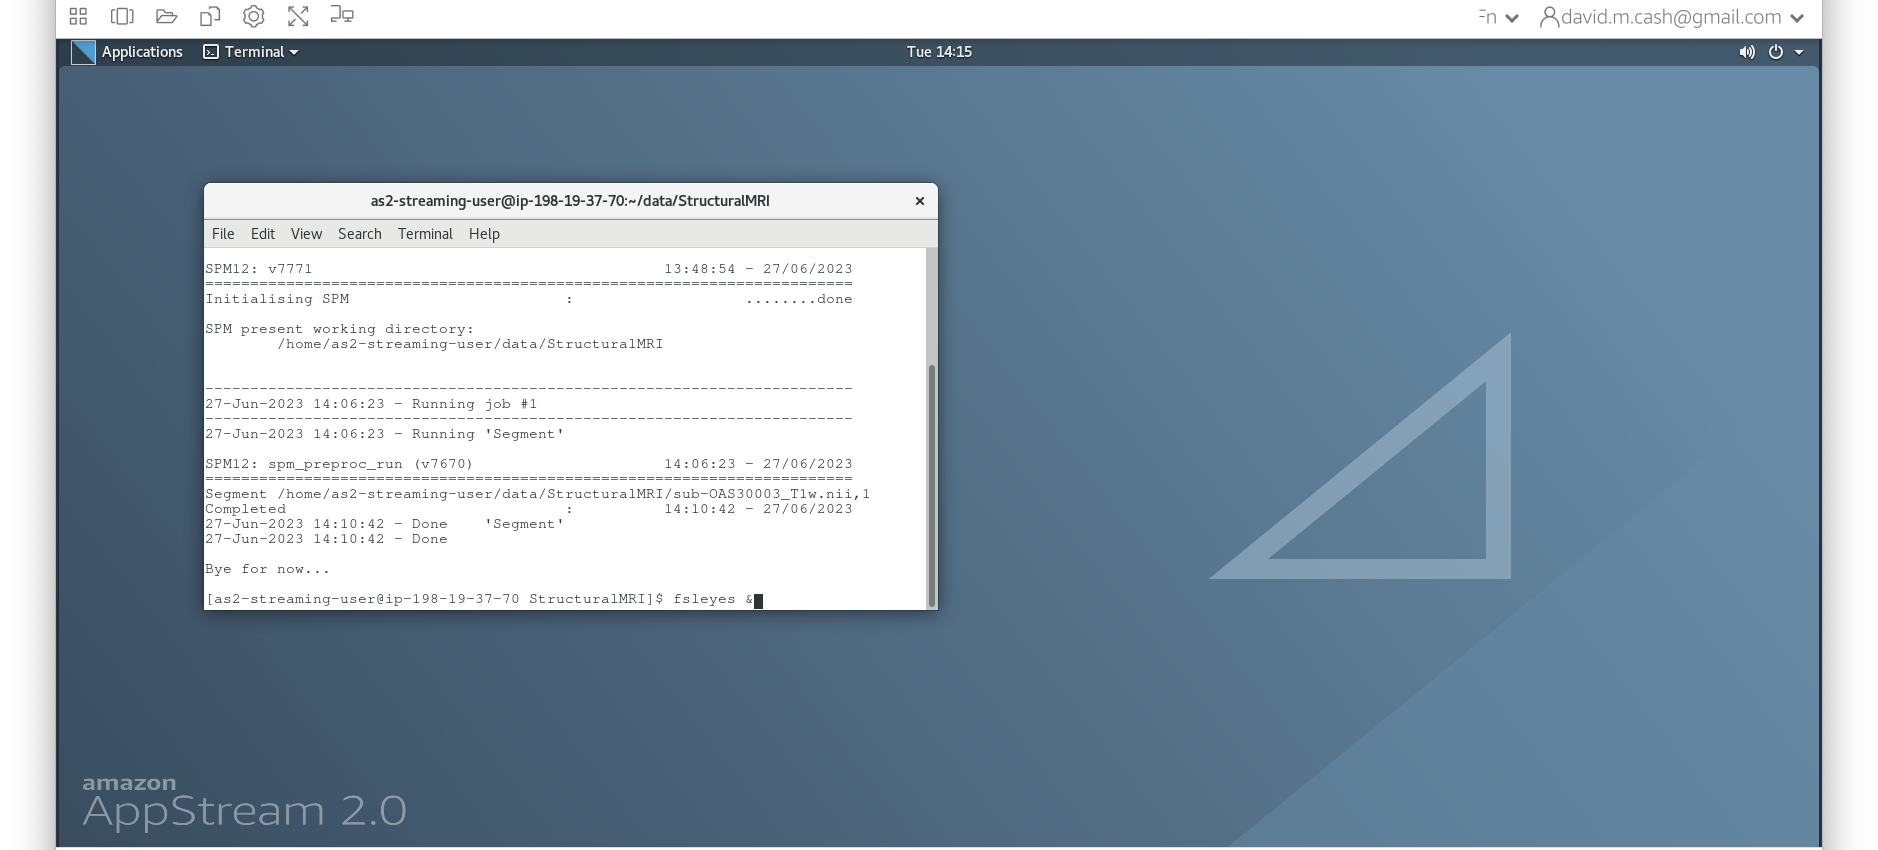 Ξn david.m.cash@gmail.com
Applications Terminal Tue 14:15
as2-streaming-user@ip-198-19-37-70:~/data/StructuralMRI ×
File Edit View Search Terminal Help
SPM12: v7771 13:48:54 - 27/06/2023
========================================================================
Initialising SPM : ........done
SPM present working directory:
/home/as2-streaming-user/data/StructuralMRI
------------------------------------------------------------------------
27-Jun-2023 14:06:23 - Running job #1
------------------------------------------------------------------------
27-Jun-2023 14:06:23 - Running 'Segment'
SPM12: spm_preproc_run (v7670) 14:06:23 - 27/06/2023
========================================================================
Segment /home/as2-streaming-user/data/StructuralMRI/sub-OAS30003_T1w.nii,1
Completed : 14:10:42 - 27/06/2023
27-Jun-2023 14:10:42 - Done 'Segment'
27-Jun-2023 14:10:42 - Done
Bye for now...
[as2-streaming-user@ip-198-19-37-70 StructuralMRI]$ fsleyes &
amazon
AppStream 2.0